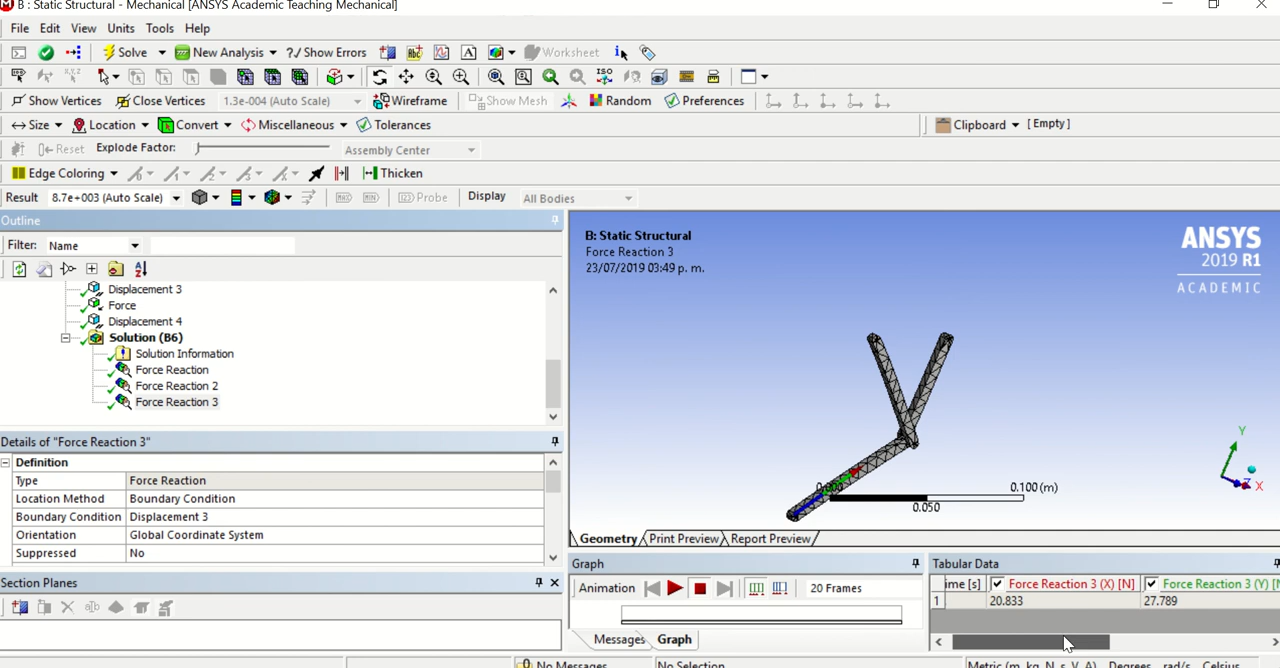 B : Static Structural - Mechanical [ANSYS Academic Teaching Mechanical]
File Edit View Units Tools Help
Solve New Analysis ?√ Show Errors A Worksheet i
ISO
Show Vertices Close Vertices 1.3e-004 (Auto Scale) Wireframe Show Mesh Random Preferences
Size Location Convert Miscellaneous Tolerances Clipboard [ Empty ]
Reset Explode Factor: Assembly Center
Edge Coloring Thicken
Result 8.7e+003 (Auto Scale) MAX MIN Probe Display All Bodies
Outline
Filter: Name
Displacement 3
Force
Displacement 4
Solution (B6)
Solution Information
Force Reaction
Force Reaction 2
Force Reaction 3
Details of "Force Reaction 3"
Definition
Type Force Reaction
Location Method Boundary Condition
Boundary Condition Displacement 3
Orientation Global Coordinate System
Suppressed No
Section Planes
B: Static Structural
Force Reaction 3
23/07/2019 03:49 p. m.
ANSYS
2019 R1
ACADEMIC
0.100 (m)
0.050
Y
Z X
Geometry Print Preview Report Preview
Graph
Animation 20 Frames
Messages Graph
Tabular Data
ime [s] Force Reaction 3 (X) [N] Force Reaction 3 (Y) [N
1 20.833 27.789
No Messages No Selection Metric (m, kg, N, s, V, A) Degrees rad/s Celsius